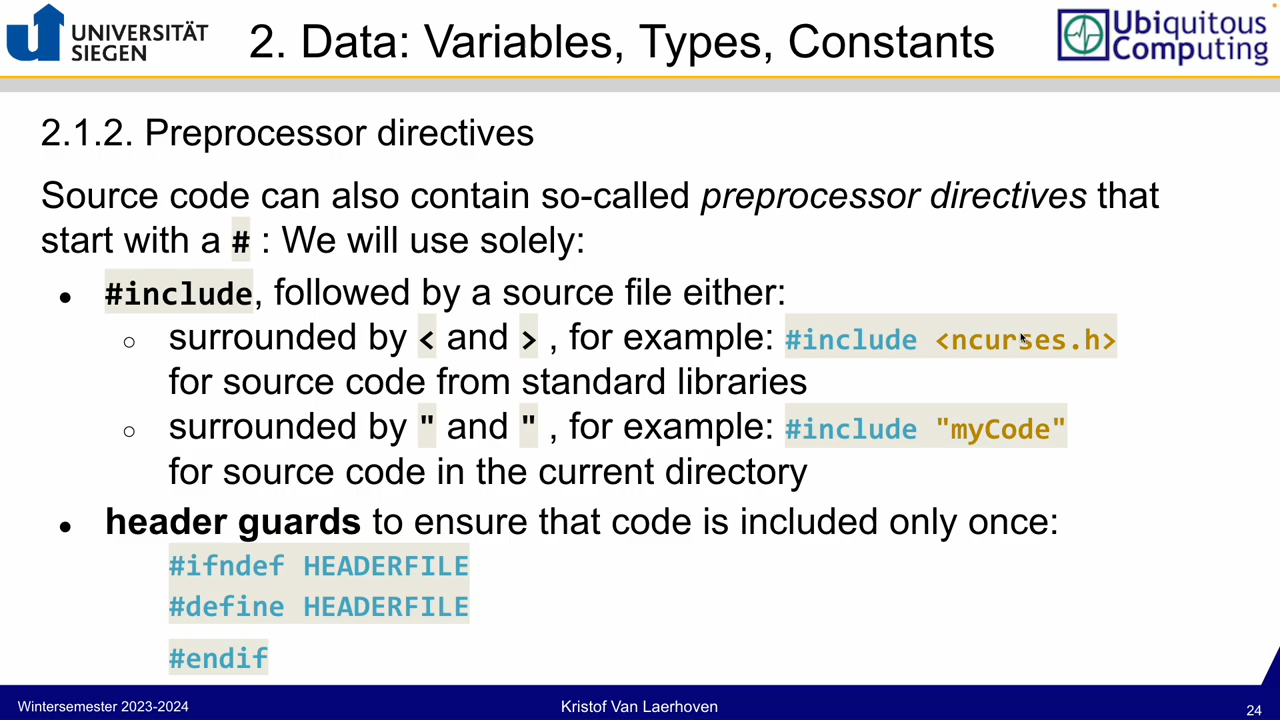 UNIVERSITÄT
SIEGEN
2. Data: Variables, Types, Constants
Ubiquitous
Computing
2.1.2. Preprocessor directives
Source code can also contain so-called preprocessor directives that
start with a # : We will use solely:
● #include, followed by a source file either:
○ surrounded by < and > , for example: #include <ncurses.h>
for source code from standard libraries
○ surrounded by " and " , for example: #include "myCode"
for source code in the current directory
● header guards to ensure that code is included only once:
#ifndef HEADERFILE
#define HEADERFILE
#endif
Wintersemester 2023-2024
Kristof Van Laerhoven
24